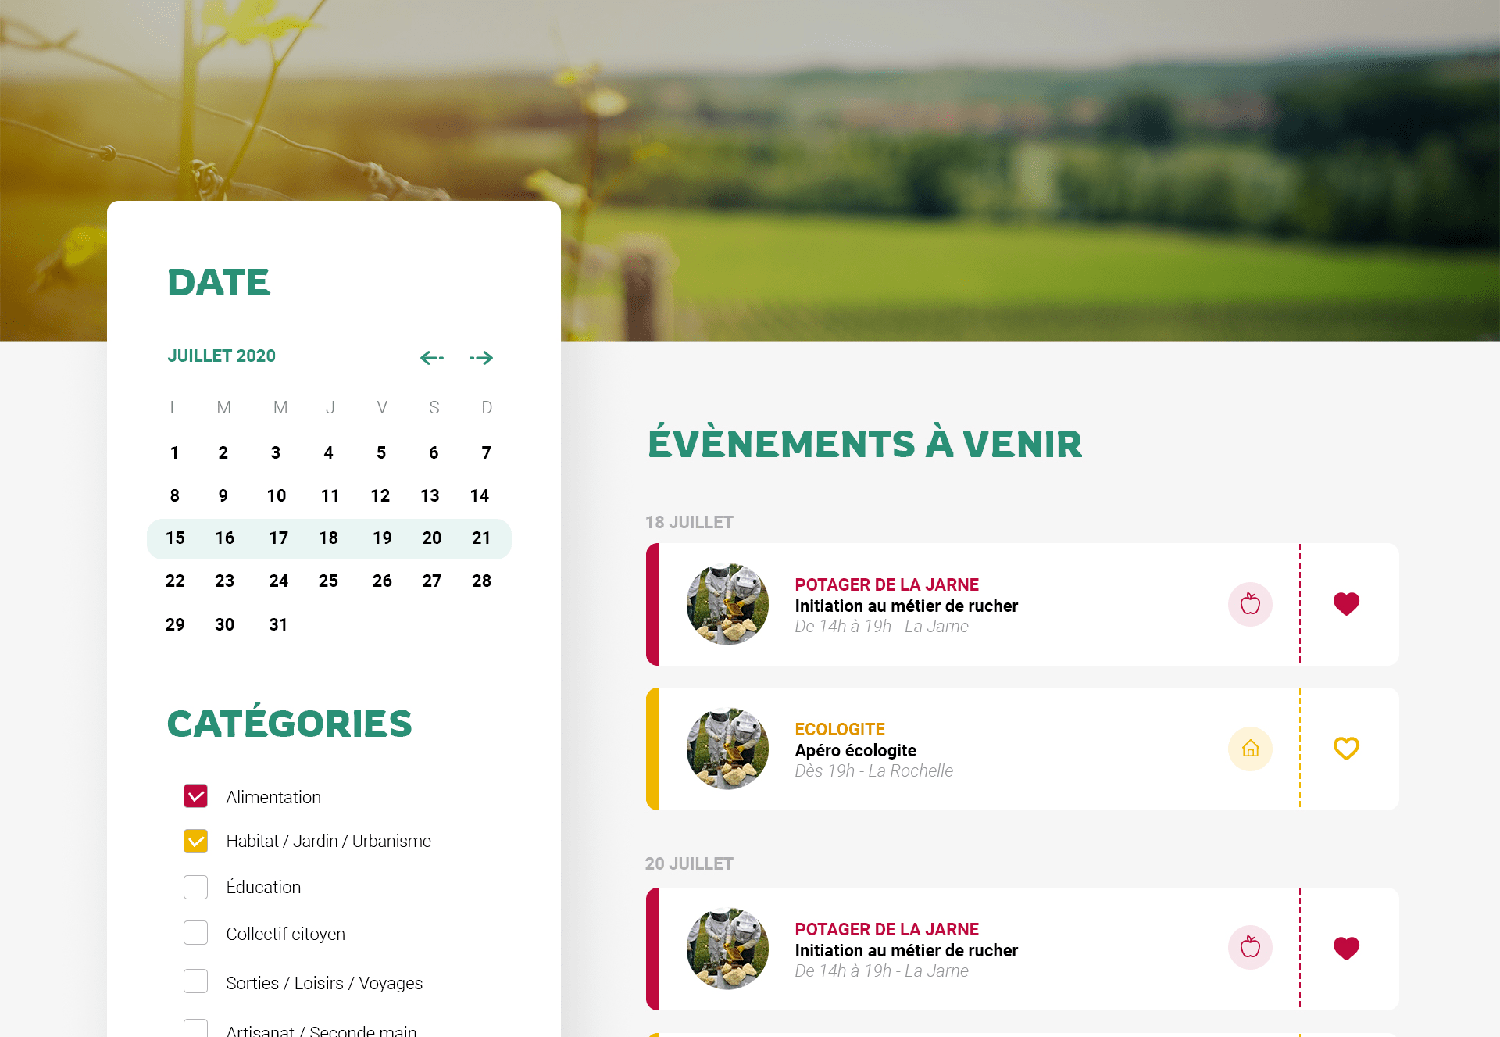 DATE
JUILLET 2020
l M M J V S D
1 2 3 4 5 6 7
8 9 10 11 12 13 14
15 16 17 18 19 20 21
22 23 24 25 26 27 28
29 30 31
CATÉGORIES
Alimentation
Habitat / Jardin / Urbanisme
Éducation
Collectif citoyen
Sorties / Loisirs / Voyages
Artisanat / Seconde main
ÉVÈNEMENTS À VENIR
18 JUILLET
POTAGER DE LA JARNE
Initiation au métier de rucher
De 14h à 19h - La Jarne
ECOLOGITE
Apéro écologite
Dès 19h - La Rochelle
20 JUILLET
POTAGER DE LA JARNE
Initiation au métier de rucher
De 14h à 19h - La Jarne